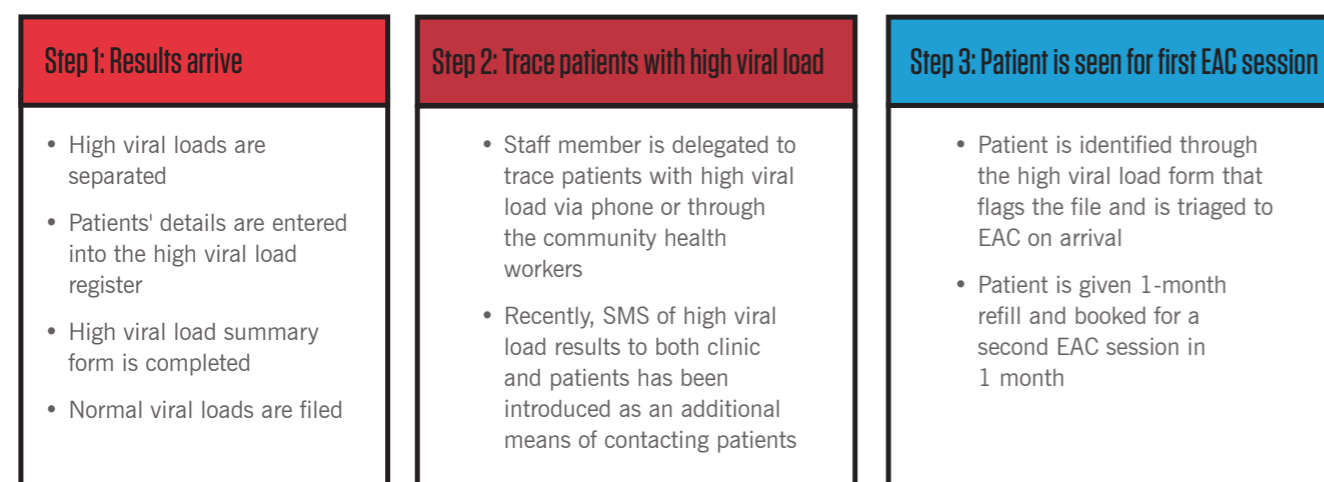 Step 1: Results arrive
• High viral loads are
separated
• Patients' details are entered
into the high viral load
register
• High viral load summary
form is completed
• Normal viral loads are filed
Step 2: Trace patients with high viral load
• Staff member is delegated to
trace patients with high viral
load via phone or through
the community health
workers
• Recently, SMS of high viral
load results to both clinic
and patients has been
introduced as an additional
means of contacting patients
Step 3: Patient is seen for first EAC session
• Patient is identified through
the high viral load form that
flags the file and is triaged to
EAC on arrival
• Patient is given 1-month
refill and booked for a
second EAC session in
1 month